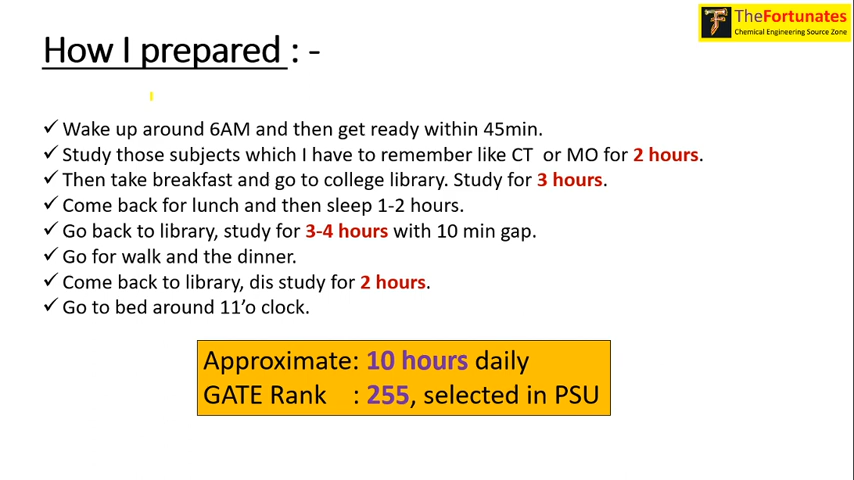 TheFortunates
Chemical Engineering Source Zone
How I prepared : -
✓ Wake up around 6AM and then get ready within 45min.
✓ Study those subjects which I have to remember like CT or MO for 2 hours.
✓ Then take breakfast and go to college library. Study for 3 hours.
✓ Come back for lunch and then sleep 1-2 hours.
✓ Go back to library, study for 3-4 hours with 10 min gap.
✓ Go for walk and the dinner.
✓ Come back to library, dis study for 2 hours.
✓ Go to bed around 11'o clock.
Approximate: 10 hours daily
GATE Rank : 255, selected in PSU